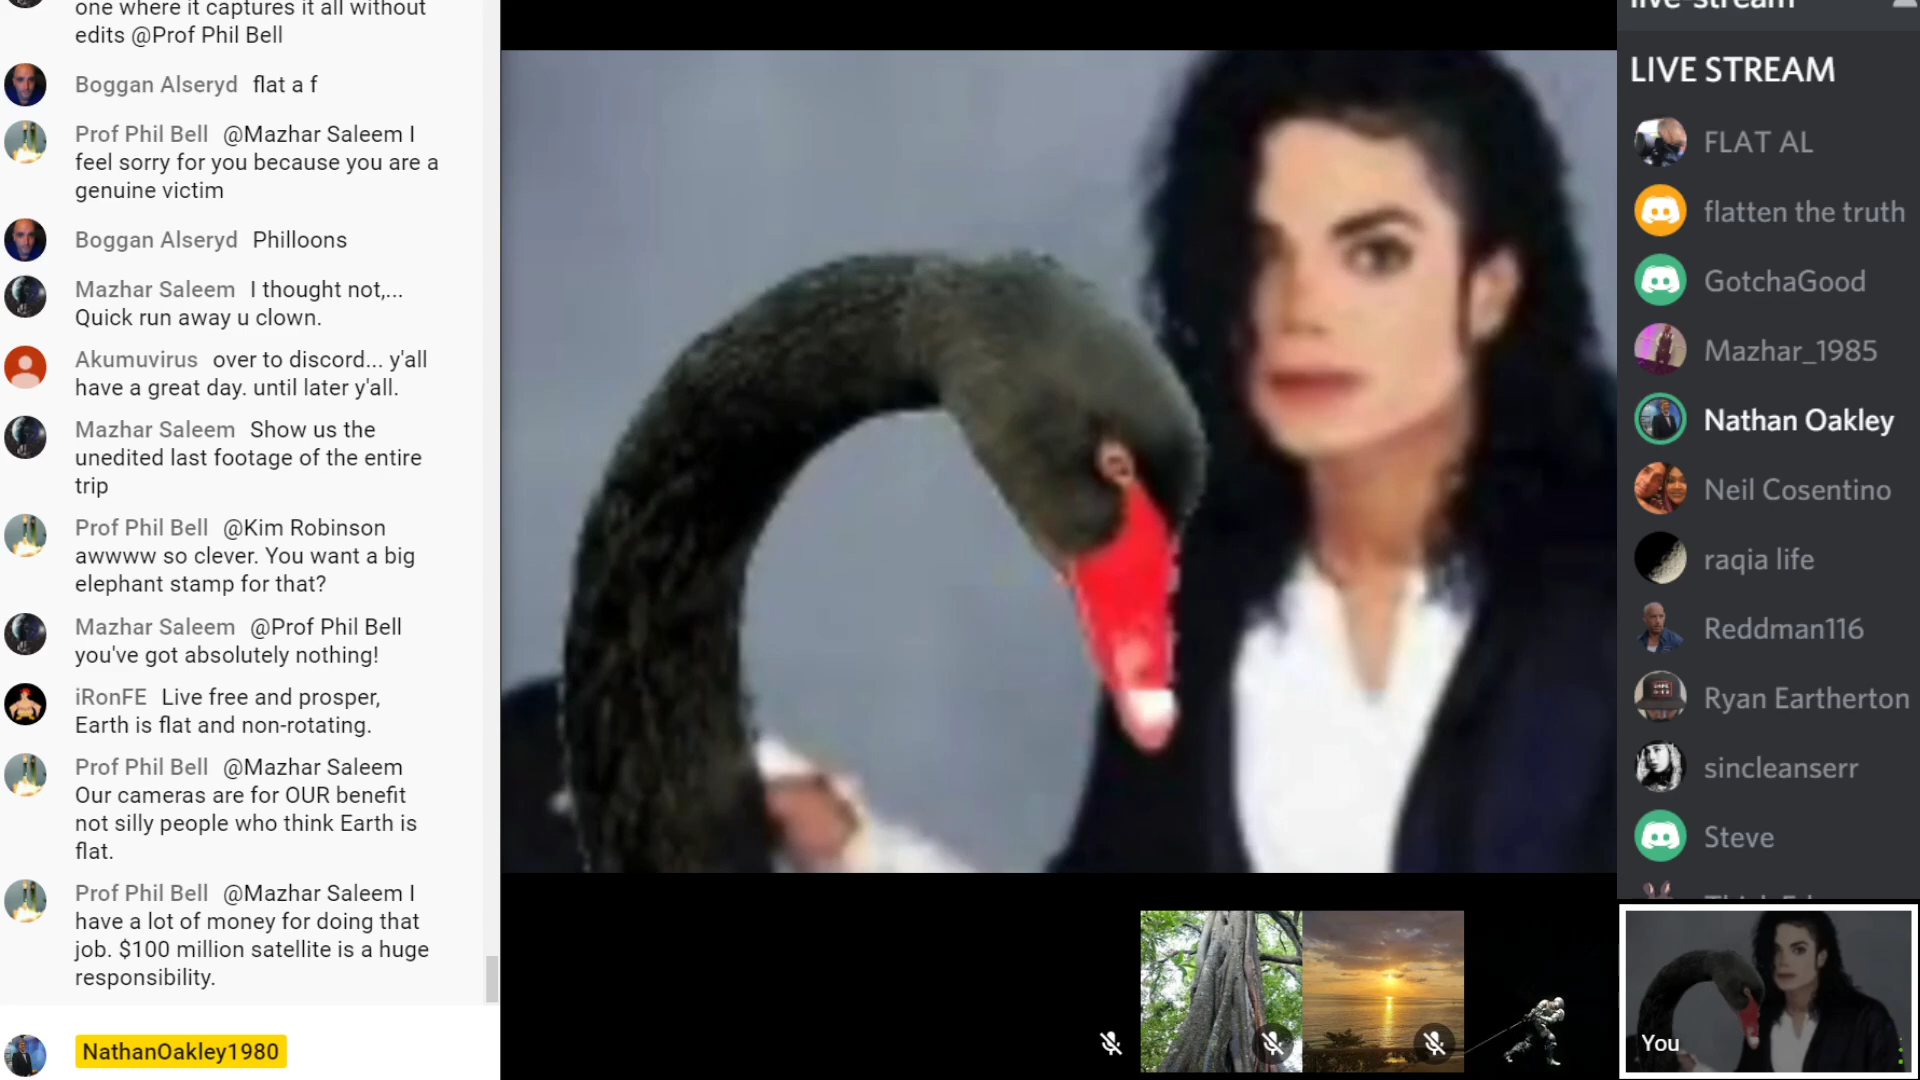 one where it captures it all without
edits @Prof Phil Bell
Boggan Alseryd flat a f
Prof Phil Bell @Mazhar Saleem I
feel sorry for you because you are a
genuine victim
Boggan Alseryd Philloons
Mazhar Saleem I thought not,...
Quick run away u clown.
Akumuvirus over to discord... y'all
have a great day. until later y'all.
Mazhar Saleem Show us the
unedited last footage of the entire
trip
Prof Phil Bell @Kim Robinson
awwww so clever. You want a big
elephant stamp for that?
Mazhar Saleem @Prof Phil Bell
you've got absolutely nothing!
iRonFE Live free and prosper,
Earth is flat and non-rotating.
Prof Phil Bell @Mazhar Saleem
Our cameras are for OUR benefit
not silly people who think Earth is
flat.
Prof Phil Bell @Mazhar Saleem I
have a lot of money for doing that
job. $100 million satellite is a huge
responsibility.
NathanOakley1980
live-stream
LIVE STREAM
FLAT AL
flatten the truth
GotchaGood
Mazhar_1985
Nathan Oakley
Neil Cosentino
raqia life
Reddman116
Ryan Eartherton
sincleanserr
Steve
You